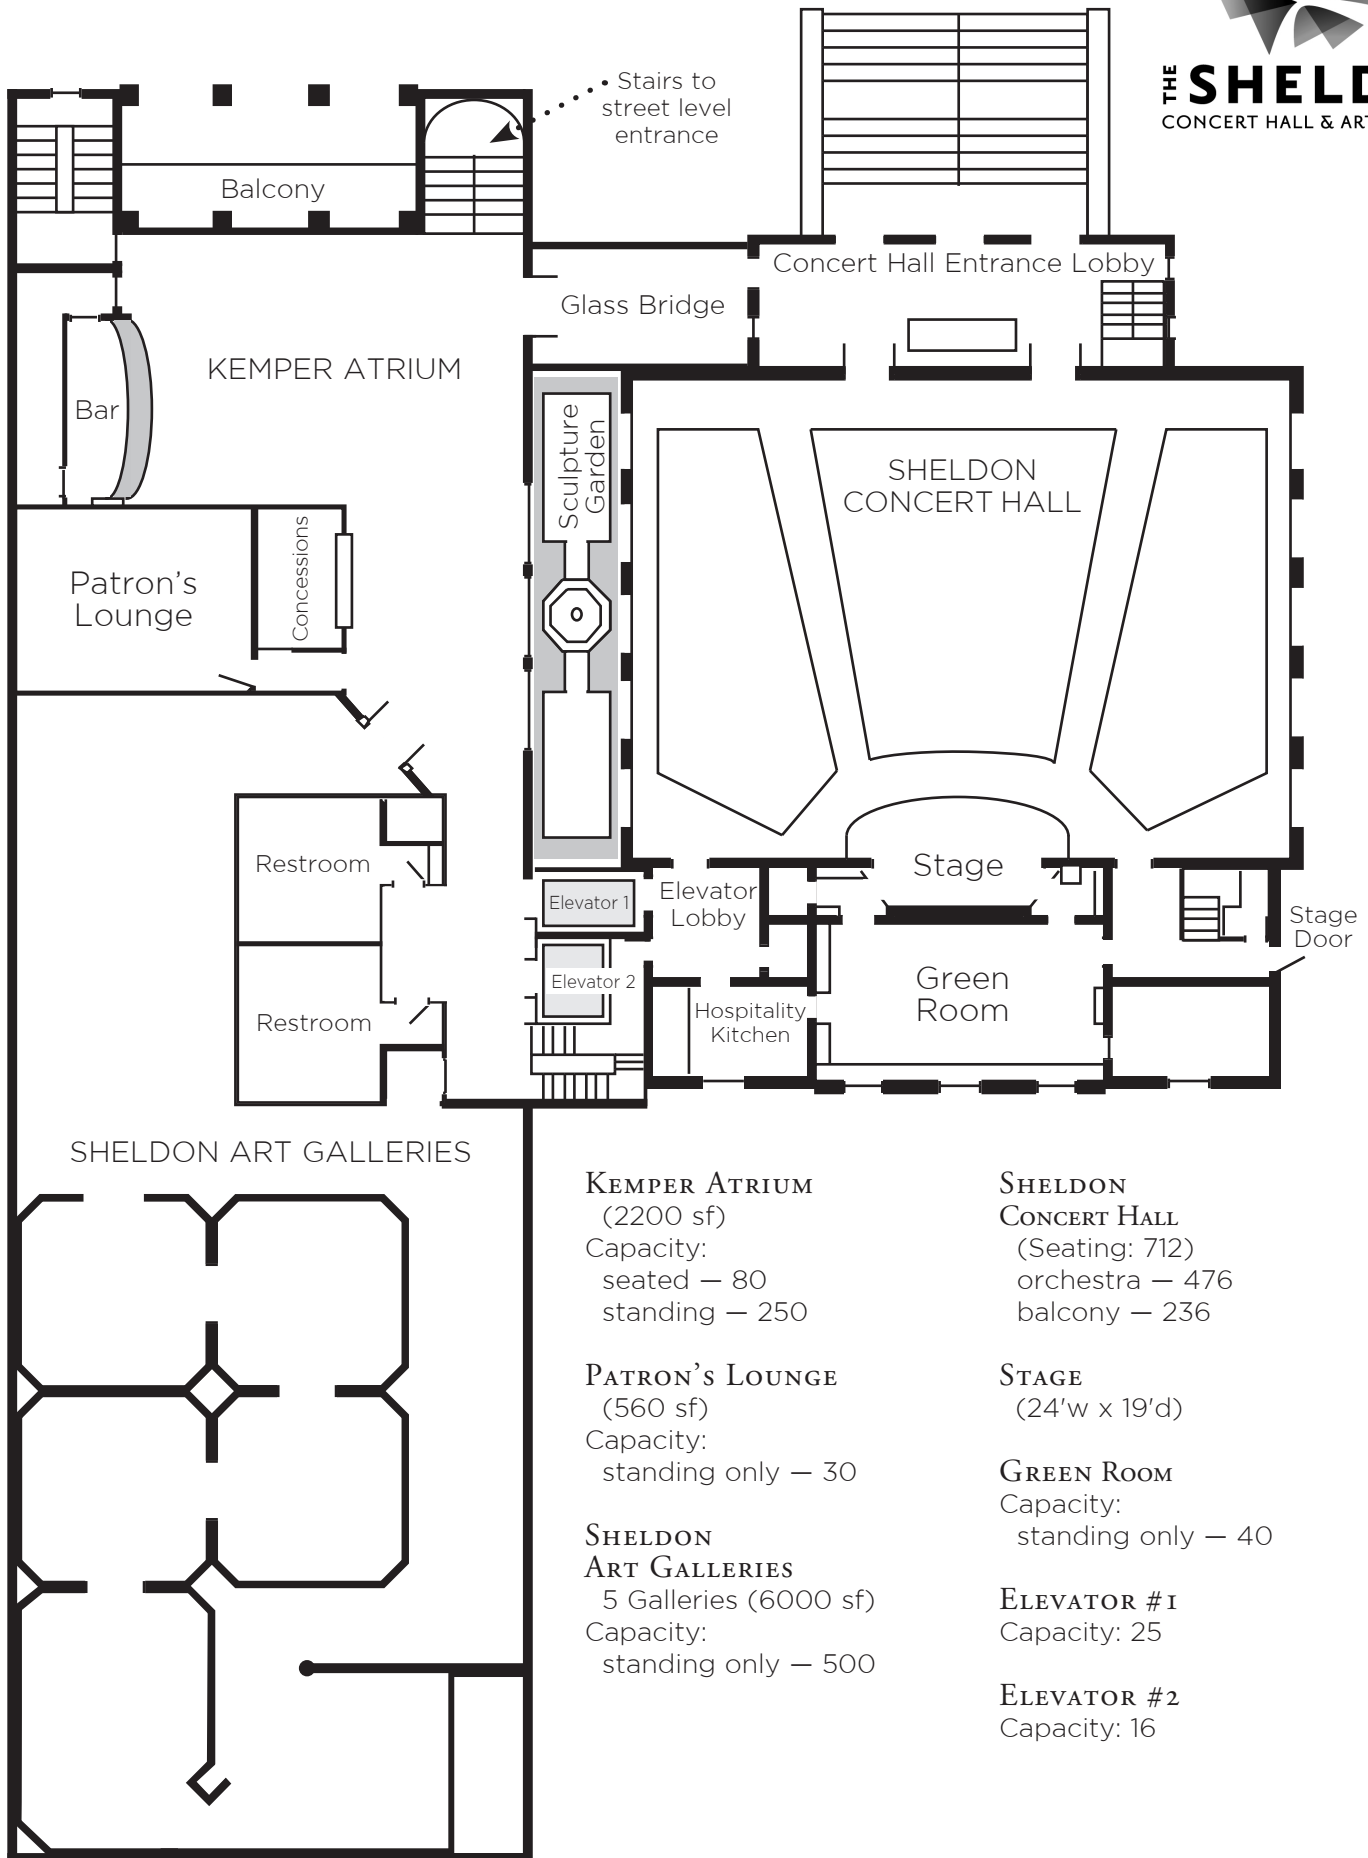 THE SHELD
CONCERT HALL & ART
Stairs to
street level
entrance
Balcony
Concert Hall Entrance Lobby
Glass Bridge
KEMPER ATRIUM
Bar
Sculpture
Garden
SHELDON
CONCERT HALL
Patron's
Lounge
Concessions
Restroom
Elevator 1
Elevator
Lobby
Stage
Stage
Door
Elevator 2
Green
Room
Restroom
Hospitality
Kitchen
SHELDON ART GALLERIES
KEMPER ATRIUM
(2200 sf)
Capacity:
seated — 80
standing — 250
PATRON'S LOUNGE
(560 sf)
Capacity:
standing only — 30
SHELDON
ART GALLERIES
5 Galleries (6000 sf)
Capacity:
standing only — 500
SHELDON
CONCERT HALL
(Seating: 712)
orchestra — 476
balcony — 236
STAGE
(24'w x 19'd)
GREEN ROOM
Capacity:
standing only — 40
ELEVATOR #1
Capacity: 25
ELEVATOR #2
Capacity: 16